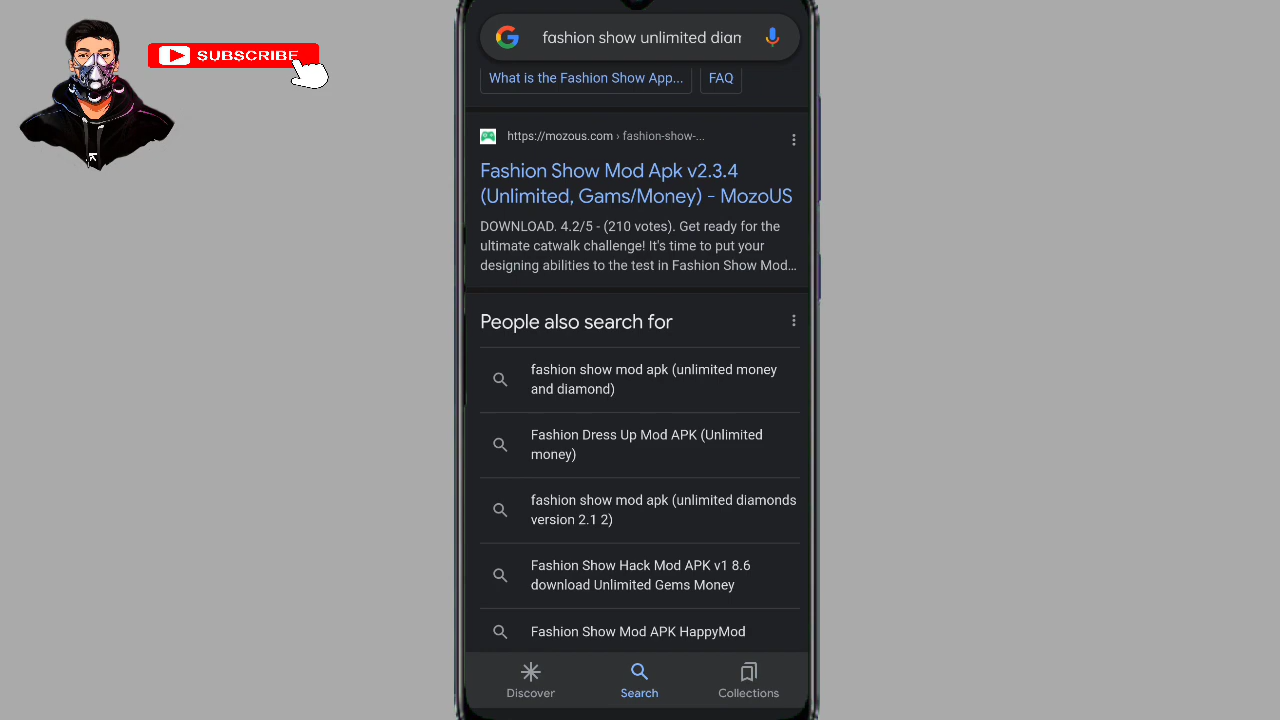 SUBSCRIBE
fashion show unlimited diam
What is the Fashion Show App...
FAQ
https://mozous.com › fashion-show-...
Fashion Show Mod Apk v2.3.4
(Unlimited, Gams/Money) - MozoUS
DOWNLOAD. 4.2/5 - (210 votes). Get ready for the
ultimate catwalk challenge! It's time to put your
designing abilities to the test in Fashion Show Mod...
People also search for
fashion show mod apk (unlimited money
and diamond)
Fashion Dress Up Mod APK (Unlimited
money)
fashion show mod apk (unlimited diamonds
version 2.1 2)
Fashion Show Hack Mod APK v1 8.6
download Unlimited Gems Money
Fashion Show Mod APK HappyMod
Discover
Search
Collections